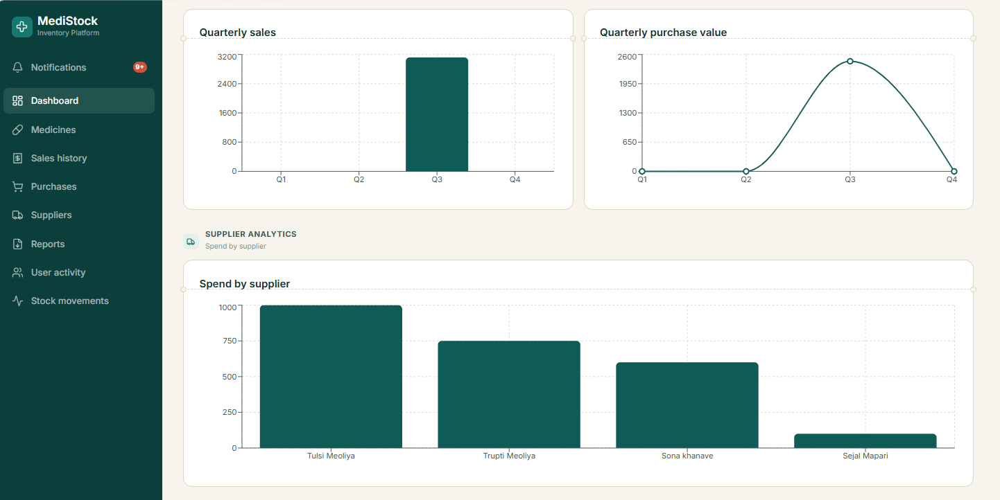 MediStock
Inventory Platform
Notifications
9+
Dashboard
Medicines
Sales history
Purchases
Suppliers
Reports
User activity
Stock movements
Quarterly sales
3200
2400
1600
800
0
Q1 Q2 Q3 Q4
Quarterly purchase value
2600
1950
1300
650
0
Q1 Q2 Q3 Q4
SUPPLIER ANALYTICS
Spend by supplier
Spend by supplier
1000
750
500
250
0
Tulsi Meoliya Trupti Meoliya Sona khanave Sejal Mapari